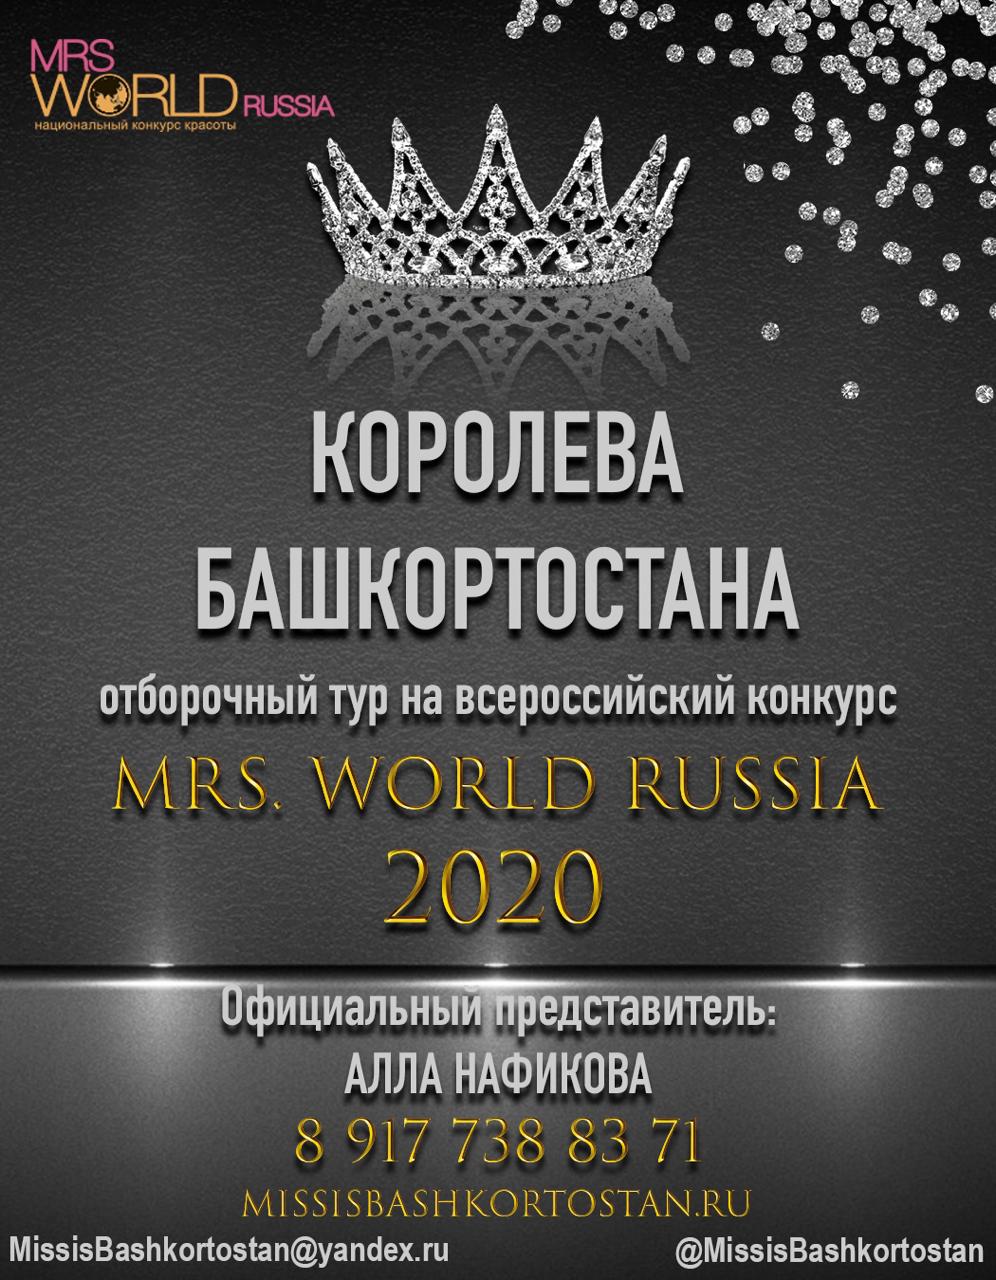 MRS
WORLD RUSSIA
национальный конкурс красоты
КОРОЛЕВА
БАШКОРТОСТАНА
отборочный тур на всероссийский конкурс
MRS. WORLD RUSSIA
2020
Официальный представитель:
АЛЛА НАФИКОВА
8 917 738 83 71
MISSISBASHKORTOSTAN.RU
MissisBashkortostan@yandex.ru
@MissisBashkortostan